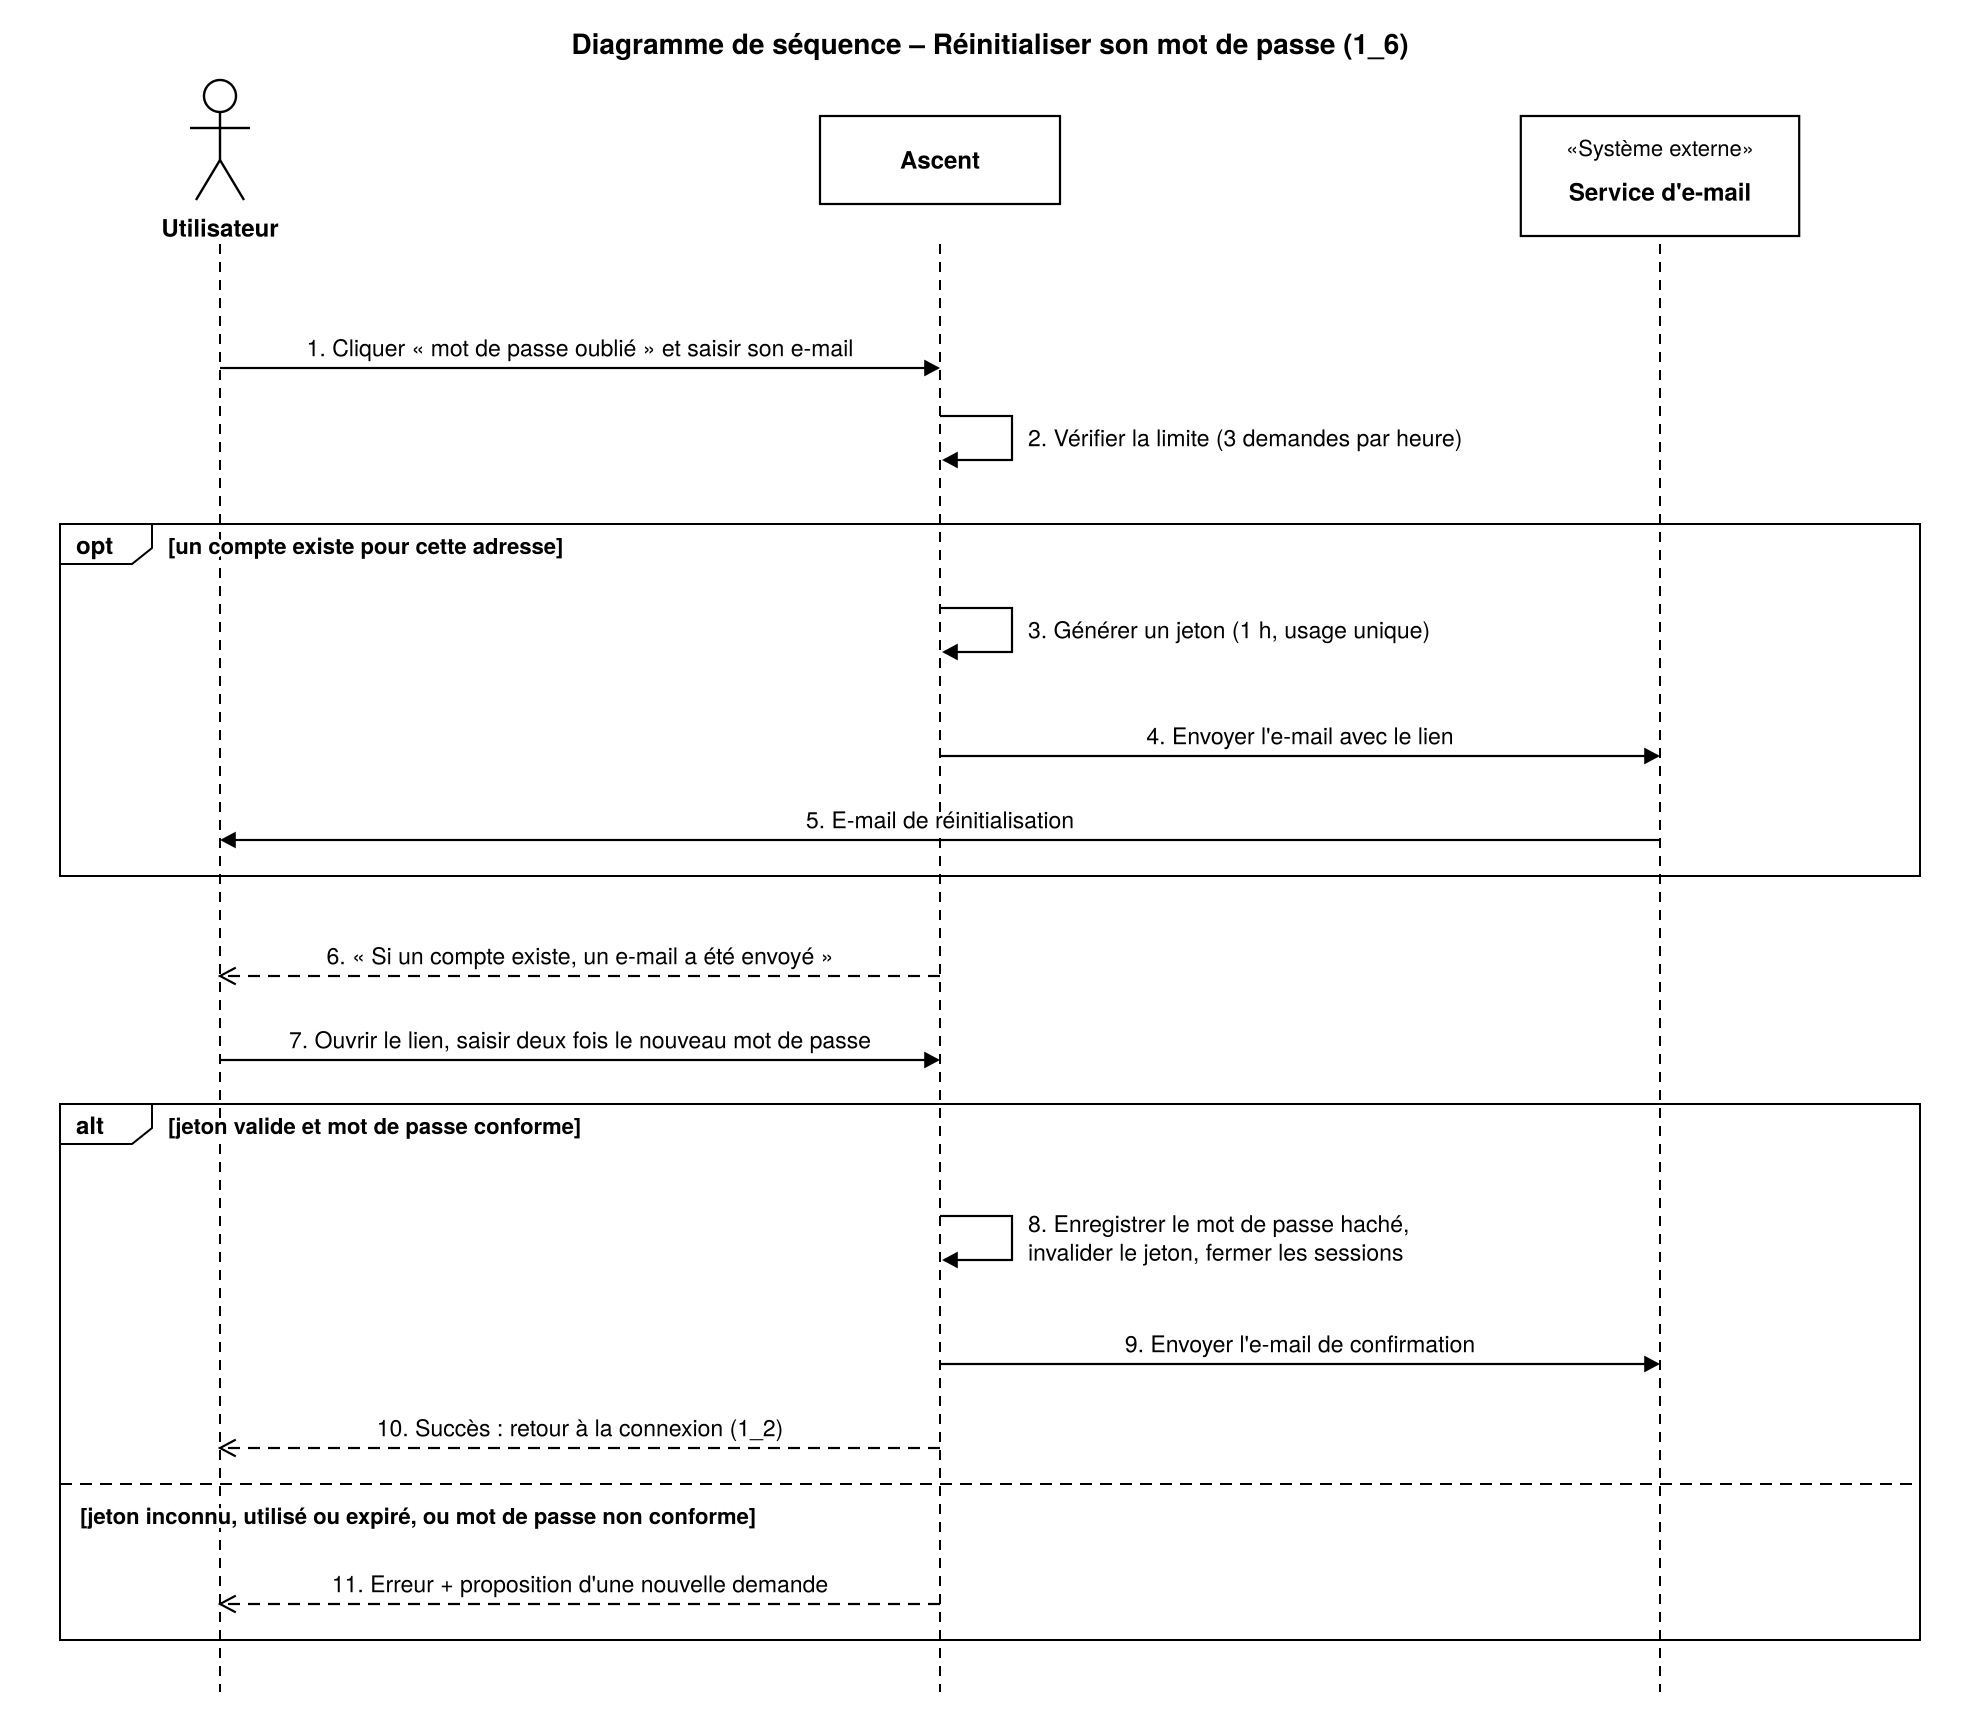 Diagramme de séquence – Réinitialiser son mot de passe (1_6)
Utilisateur
Ascent
«Système externe»
Service d'e-mail
1. Cliquer « mot de passe oublié » et saisir son e-mail
2. Vérifier la limite (3 demandes par heure)
opt
[un compte existe pour cette adresse]
3. Générer un jeton (1 h, usage unique)
4. Envoyer l'e-mail avec le lien
5. E-mail de réinitialisation
6. « Si un compte existe, un e-mail a été envoyé »
7. Ouvrir le lien, saisir deux fois le nouveau mot de passe
alt
[jeton valide et mot de passe conforme]
8. Enregistrer le mot de passe haché,
invalider le jeton, fermer les sessions
9. Envoyer l'e-mail de confirmation
10. Succès : retour à la connexion (1_2)
[jeton inconnu, utilisé ou expiré, ou mot de passe non conforme]
11. Erreur + proposition d'une nouvelle demande